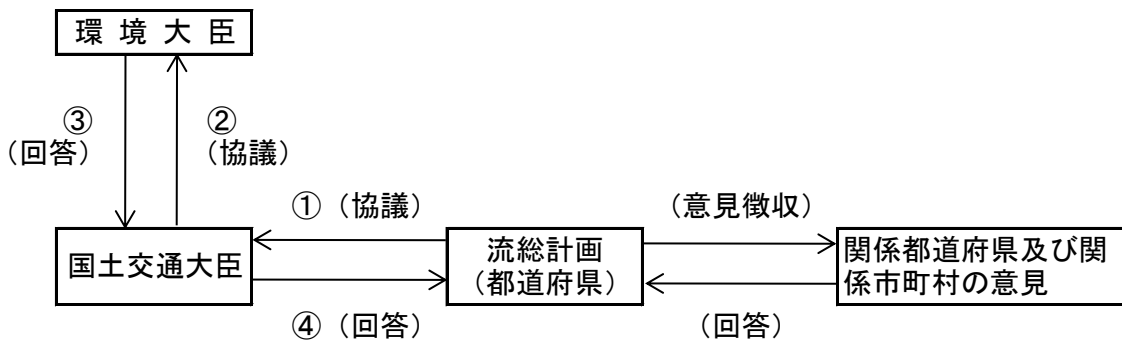 環 境 大 臣
③
（回答）
②
（協議）
①（協議）
（意見徴収）
国土交通大臣
流総計画
（都道府県）
関係都道府県及び関
係市町村の意見
④（回答）
（回答）